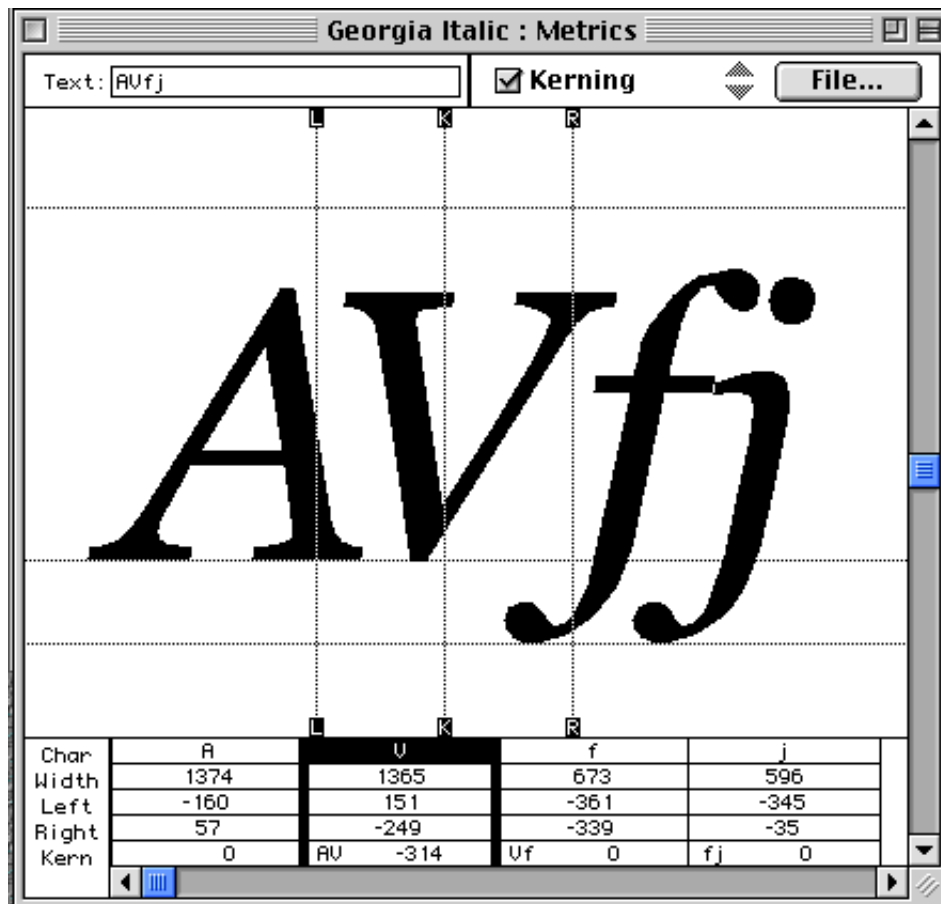 Georgia Italic : Metrics
Text: AVfj Kerning File...
L K R
AVfj
L K R
Char A V f j
Width 1374 1365 673 596
Left -160 151 -361 -345
Right 57 -249 -339 -35
Kern 0 AV -314 Vf 0 fj 0